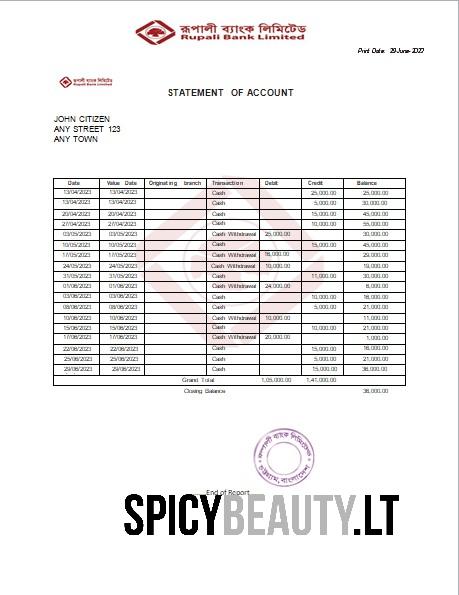 রূপালী ব্যাংক লিমিটেড
Rupali Bank Limited
Print Date: 29-June-2022
রূপালী ব্যাংক লিমিটেড
Rupali Bank Limited
STATEMENT OF ACCOUNT
JOHN CITIZEN
ANY STREET 123
ANY TOWN
Date Value Date Originating branch Transaction Debit Credit Balance
13/04/2023 13/04/2023 Cash 25,000.00 25,000.00
13/04/2023 13/04/2023 Cash 5,000.00 30,000.00
20/04/2023 20/04/2023 Cash 15,000.00 45,000.00
27/04/2023 27/04/2023 Cash 10,000.00 55,000.00
03/05/2023 03/05/2023 Cash Withdrawal 25,000.00 30,000.00
10/05/2023 10/05/2023 Cash 15,000.00 45,000.00
17/05/2023 17/05/2023 Cash Withdrawal 16,000.00 29,000.00
24/05/2023 24/05/2023 Cash Withdrawal 10,000.00 19,000.00
31/05/2023 31/05/2023 Cash 11,000.00 30,000.00
01/06/2023 01/06/2023 Cash Withdrawal 24,000.00 6,000.00
03/06/2023 03/06/2023 Cash 10,000.00 16,000.00
08/06/2023 08/06/2023 Cash 5,000.00 21,000.00
10/06/2023 10/06/2023 Cash Withdrawal 10,000.00 11,000.00
15/06/2023 15/06/2023 Cash 10,000.00 21,000.00
17/06/2023 17/06/2023 Cash Withdrawal 20,000.00 1,000.00
22/06/2023 22/06/2023 Cash 15,000.00 16,000.00
25/06/2023 25/06/2023 Cash 5,000.00 21,000.00
29/06/2023 29/06/2023 Cash 15,000.00 36,000.00
Grand Total 1,05,000.00 1,41,000.00
Closing Balance 36,000.00
রূপালী ব্যাংক লিমিটেড
চট্টগ্রাম, বাংলাদেশ
End of Report
SPICYBEAUTY.LT